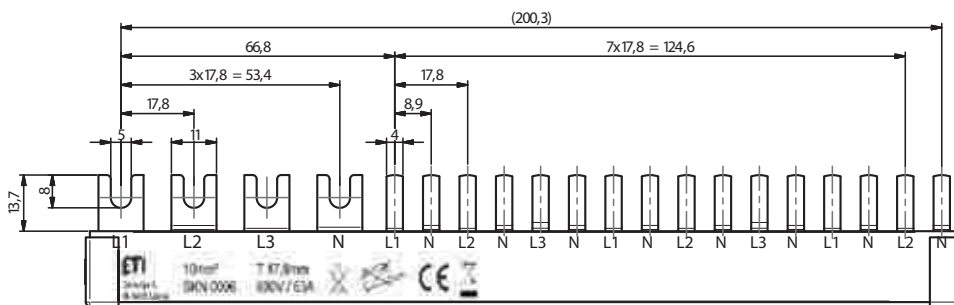 (200,3)
66,8
7x17,8 = 124,6
3x17,8 = 53,4
17,8
17,8
8,9
5
11
4
13,7
8
L1 L2 L3 N L1 N L2 N L3 N L1 N L2 N L3 N L1 N L2 N
ETI 10mm² T 17,8mm CE
400V / 63A